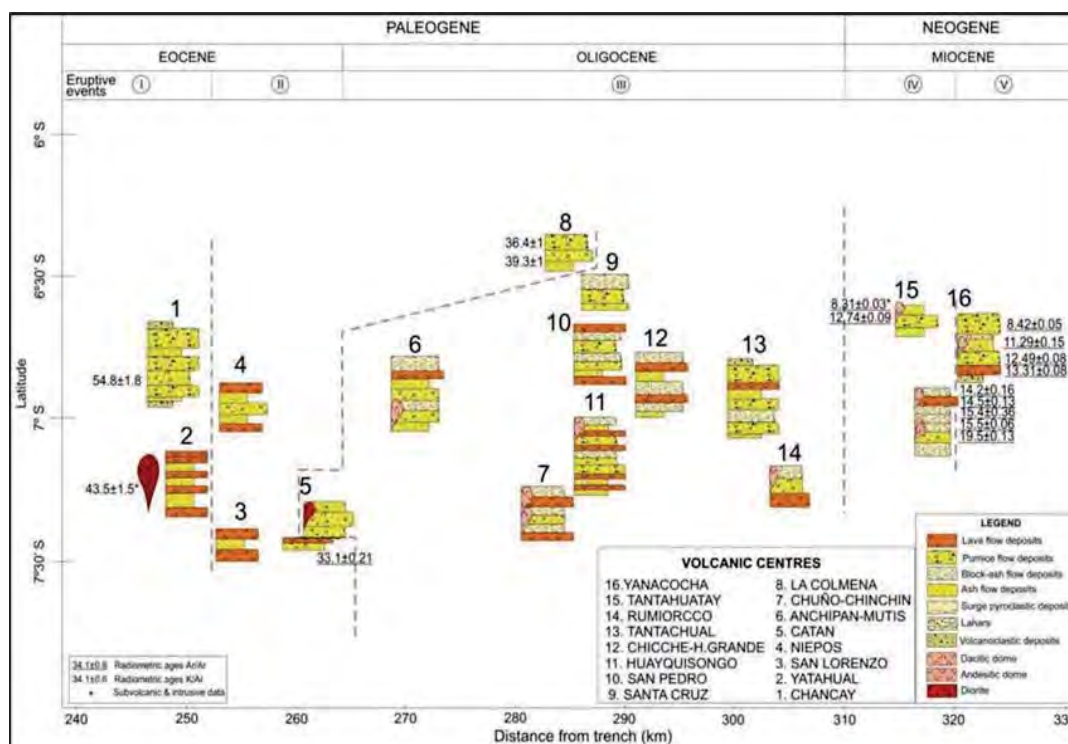 PALEOGENE NEOGENE
EOCENE OLIGOCENE MIOCENE
Eruptive events I II III IV V
Latitude
6° S
6°30' S
7° S
7°30' S
1
54.8±1.8
2
43.5±1.5*
3
4
5
33.1±0.21
6
7
8
36.4±1
39.3±1
9
10
11
12
13
14
15
8.31±0.03*
12.74±0.09
16
8.42±0.05
11.29±0.15
12.49±0.08
13.31±0.08
14.2±0.16
14.5±0.13
15.4±0.36
15.5±0.06
19.5±0.13
VOLCANIC CENTRES
16. YANACOCHA
15. TANTAHUATAY
14. RUMIORCCO
13. TANTACHUAL
12. CHICCHE-H.GRANDE
11. HUAYQUISONGO
10. SAN PEDRO
9. SANTA CRUZ
8. LA COLMENA
7. CHUÑO-CHINCHIN
6. ANCHIPAN-MUTIS
5. CATAN
4. NIEPOS
3. SAN LORENZO
2. YATAHUAL
1. CHANCAY
LEGEND
Lava flow deposits
Pumice flow deposits
Block-ash flow deposits
Ash flow deposits
Surge pyroclastic deposit
Lahars
Volcanoclastic deposits
Dacitic dome
Andesitic dome
Diorite
34.1±0.6 Radiometric ages Ar/Ar
34.1±0.6 Radiometric ages K/Ar
* Subvolcanic & intrusive data
240 250 260 270 280 290 300 310 320 33
Distance from trench (km)